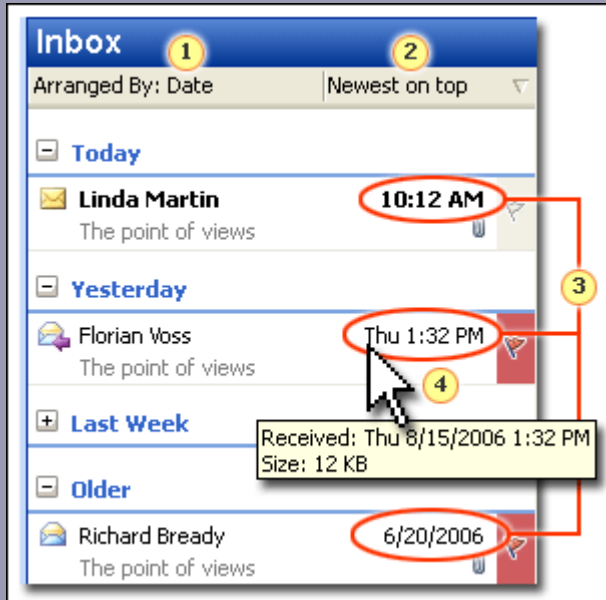 Inbox
1 2
Arranged By: Date Newest on top
Today
Linda Martin 10:12 AM
The point of views
3
Yesterday
Florian Voss Thu 1:32 PM
The point of views
4
Last Week
Received: Thu 8/15/2006 1:32 PM
Size: 12 KB
Older
Richard Bready 6/20/2006
The point of views